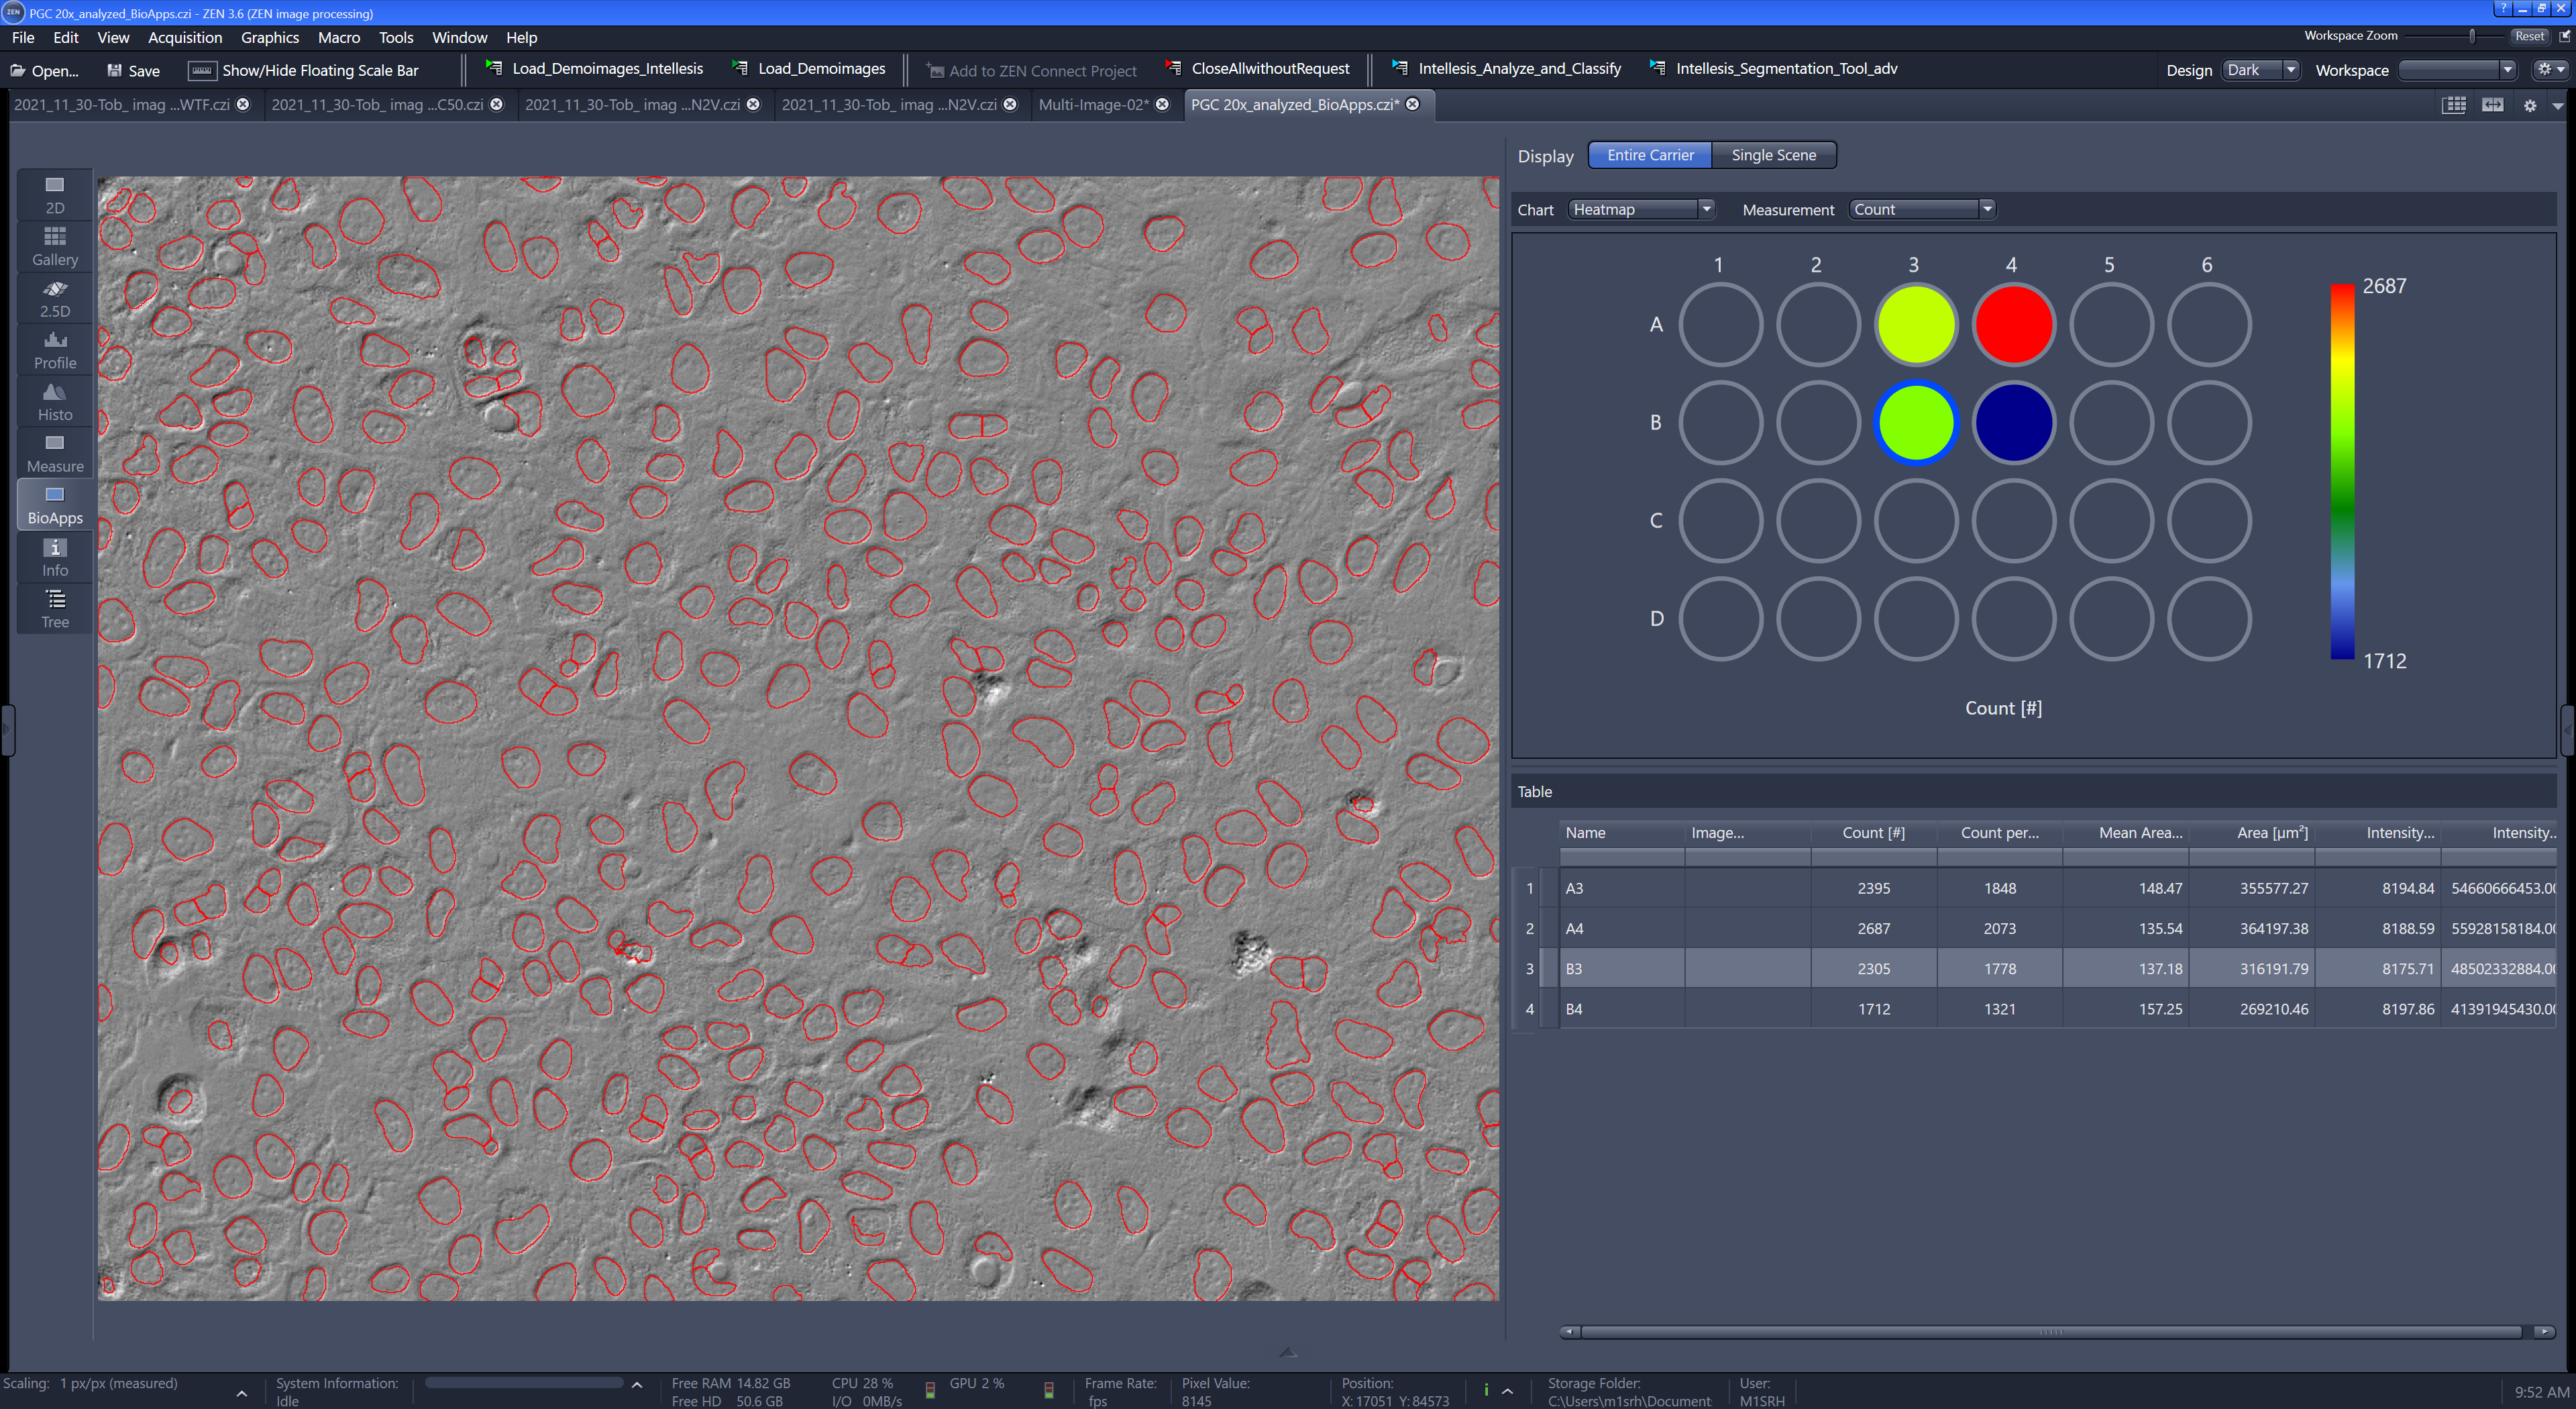 ZEN PGC 20x_analyzed_BioApps.czi - ZEN 3.6 (ZEN image processing)
File Edit View Acquisition Graphics Macro Tools Window Help
Workspace Zoom Reset
Open... Save Show/Hide Floating Scale Bar Load_Demoimages_Intellesis Load_Demoimages Add to ZEN Connect Project CloseAllwithoutRequest Intellesis_Analyze_and_Classify Intellesis_Segmentation_Tool_adv Design Dark Workspace
2021_11_30-Tob_ imag ...WTF.czi 2021_11_30-Tob_ imag ...C50.czi 2021_11_30-Tob_ imag ...N2V.czi 2021_11_30-Tob_ imag ...N2V.czi Multi-Image-02* PGC 20x_analyzed_BioApps.czi*
2D
Gallery
2.5D
Profile
Histo
Measure
BioApps
Info
Tree
Display Entire Carrier Single Scene
Chart Heatmap Measurement Count
1 2 3 4 5 6
A
B
C
D
2687
1712
Count [#]
Table
Name Image... Count [#] Count per... Mean Area... Area [µm²] Intensity... Intensity..
1 A3 2395 1848 148.47 355577.27 8194.84 54660666453.00
2 A4 2687 2073 135.54 364197.38 8188.59 55928158184.00
3 B3 2305 1778 137.18 316191.79 8175.71 48502332884.00
4 B4 1712 1321 157.25 269210.46 8197.86 41391945430.00
Scaling: 1 px/px (measured) System Information: Free RAM 14.82 GB CPU 28 % GPU 2 % Frame Rate: Pixel Value: Position: Storage Folder: User:
Idle Free HD 50.6 GB I/O 0MB/s fps 8145 X: 17051 Y: 84573 C:\Users\m1srh\Document M1SRH
9:52 AM